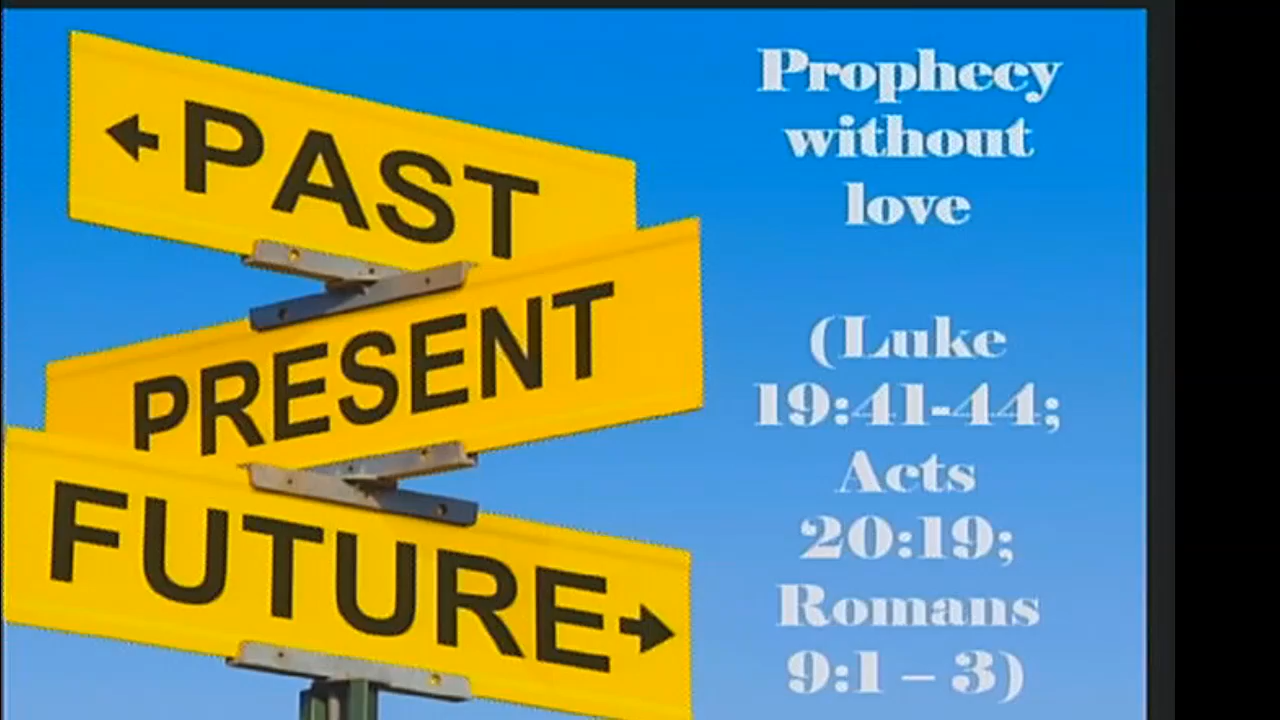 PAST
PRESENT
FUTURE
Prophecy
without
love
(Luke
19:41-44;
Acts
20:19;
Romans
9:1 – 3)